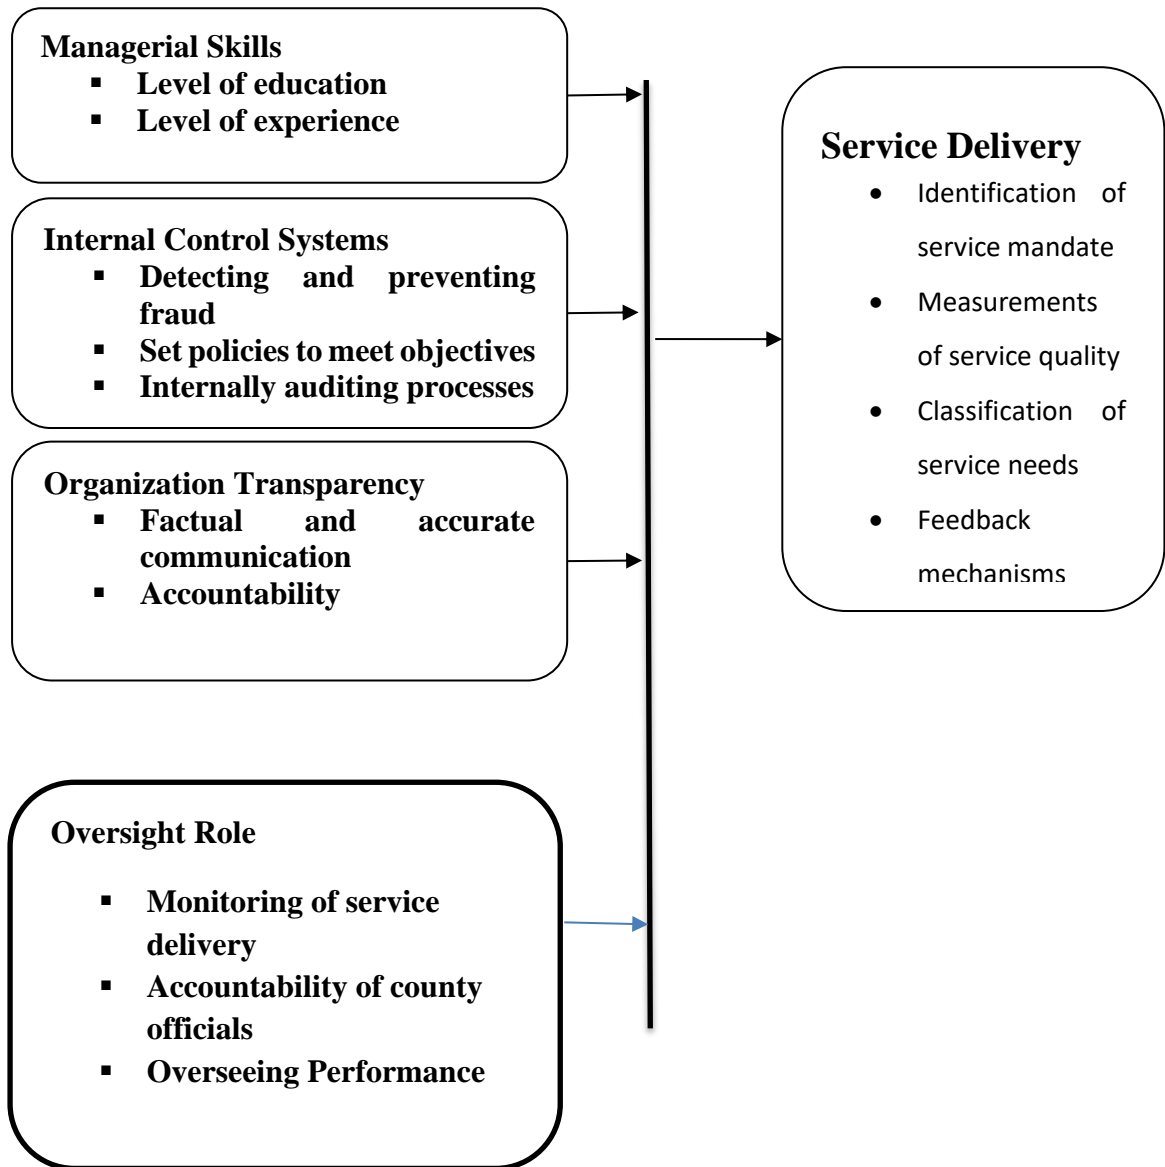 Managerial Skills
▪ Level of education
▪ Level of experience
Internal Control Systems
▪ Detecting and preventing
fraud
▪ Set policies to meet objectives
▪ Internally auditing processes
Organization Transparency
▪ Factual and accurate
communication
▪ Accountability
Oversight Role
▪ Monitoring of service
delivery
▪ Accountability of county
officials
▪ Overseeing Performance
Service Delivery
• Identification of
service mandate
• Measurements
of service quality
• Classification of
service needs
• Feedback
mechanisms